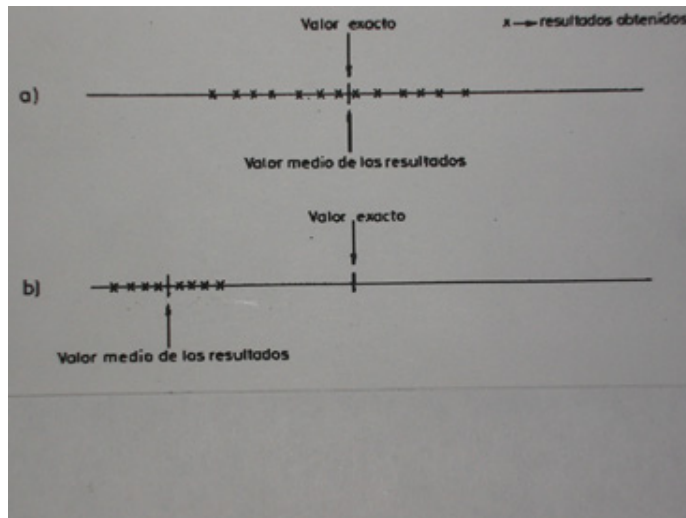 Valor exacto
x → resultados obtenidos
a)
Valor medio de los resultados
Valor exacto
b)
Valor medio de los resultados